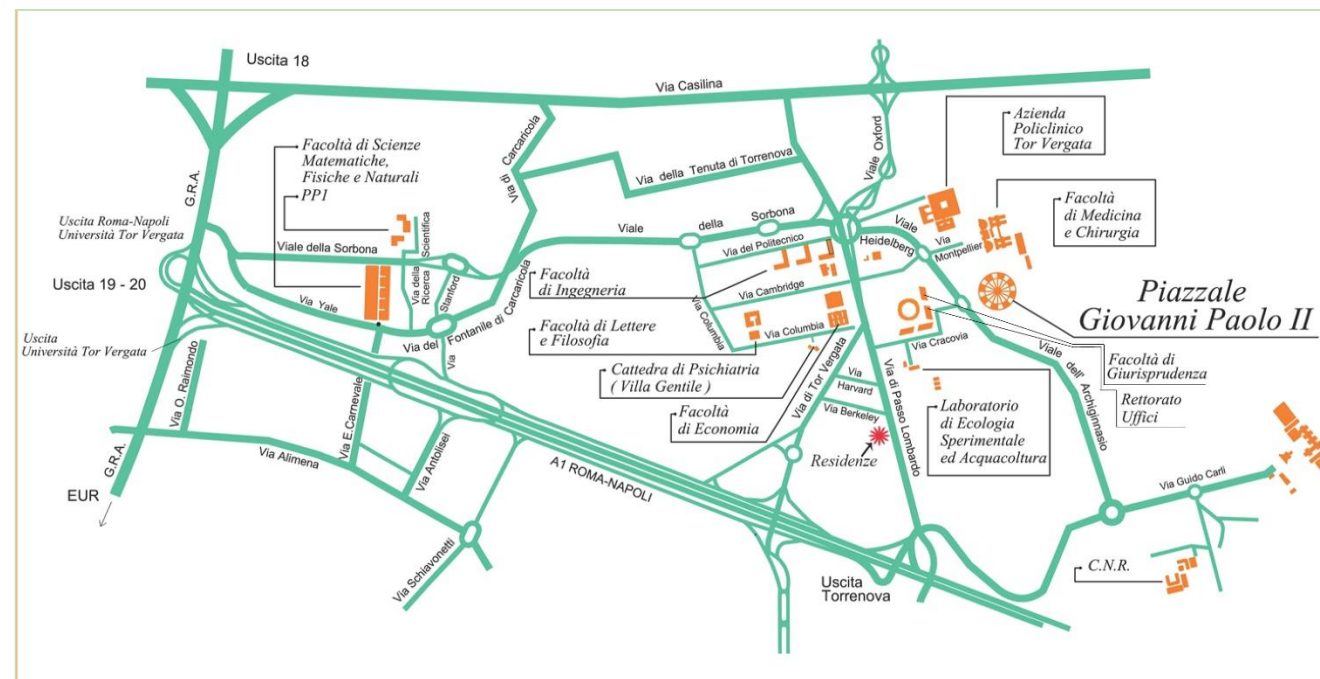 Uscita 18
Via Casilina
G.R.A.
Facoltà di Scienze
Matematiche,
Fisiche e Naturali
PP1
Via di Carcaricola
Via della Tenuta di Torrenova
Viale Oxford
Azienda
Policlinico
Tor Vergata
Facoltà
di Medicina
e Chirurgia
Uscita Roma-Napoli
Università Tor Vergata
Uscita 19 - 20
Uscita
Università Tor Vergata
Viale della Sorbona
Via della Ricerca Scientifica
Via Yale
Via Stanford
Via del Fontanile di Carcaricola
Viale della Sorbona
Via del Politecnico
Viale Heidelberg
Via Montpellier
Facoltà
di Ingegneria
Via Cambridge
Via Columbia
Via Columbia
Facoltà di Lettere
e Filosofia
Cattedra di Psichiatria
( Villa Gentile )
Facoltà
di Economia
Via di Tor Vergata
Via Harvard
Via Berkeley
Residenze
Via di Passo Lombardo
Via Cracovia
Piazzale
Giovanni Paolo II
Facoltà di
Giurisprudenza
Rettorato
Uffici
Laboratorio
di Ecologia
Sperimentale
ed Acquacoltura
Viale dell' Archiginnasio
Via Guido Carli
C.N.R.
Via O. Raimondo
Via E.Carnevale
Via Antolisei
Via Alimena
Via Schiavonetti
G.R.A.
EUR
A1 ROMA-NAPOLI
Uscita
Torrenova